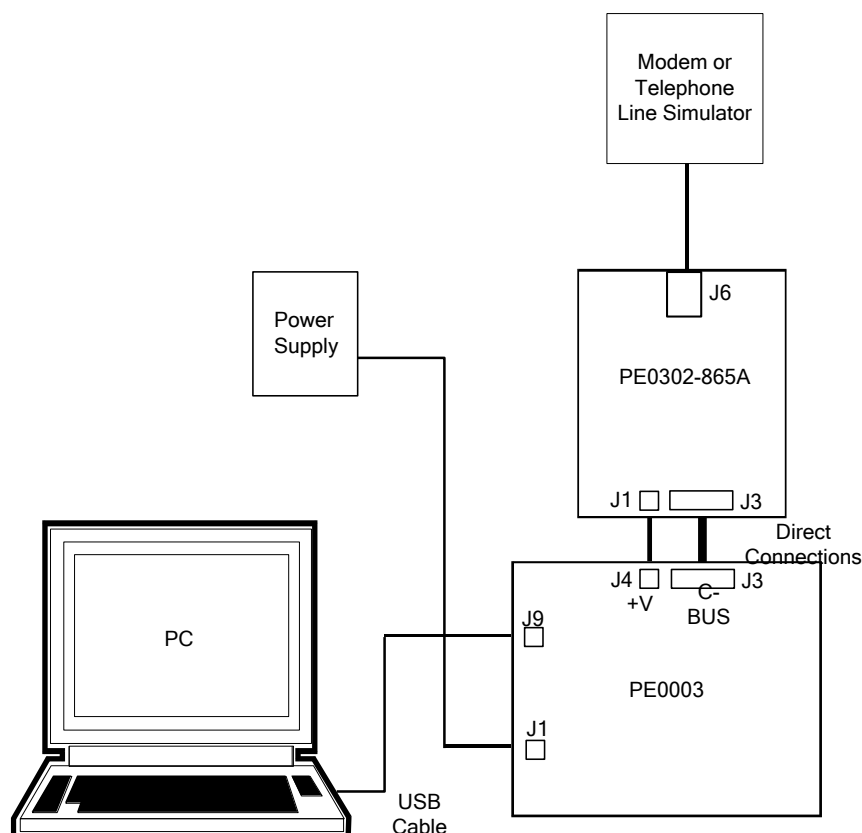 Modem or
Telephone
Line Simulator
J6
Power
Supply
PE0302-865A
J1
J3
Direct
Connections
J4
J3
+V
C-
BUS
J9
PC
PE0003
J1
USB
Cable